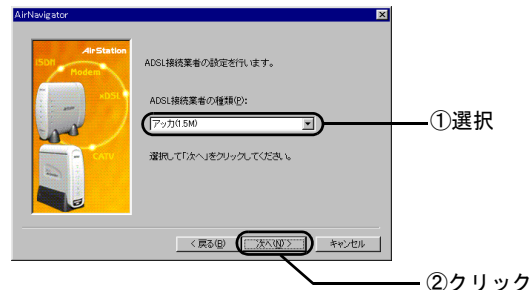 AirNavigator
AirStation
ISDN
Modem
xDSL
CATV
ADSL接続業者の設定を行います。
ADSL接続業者の種類(P):
アッカ(1.5M)
①選択
選択して「次へ」をクリックしてください。
< 戻る(B)
次へ(N) >
キャンセル
②クリック